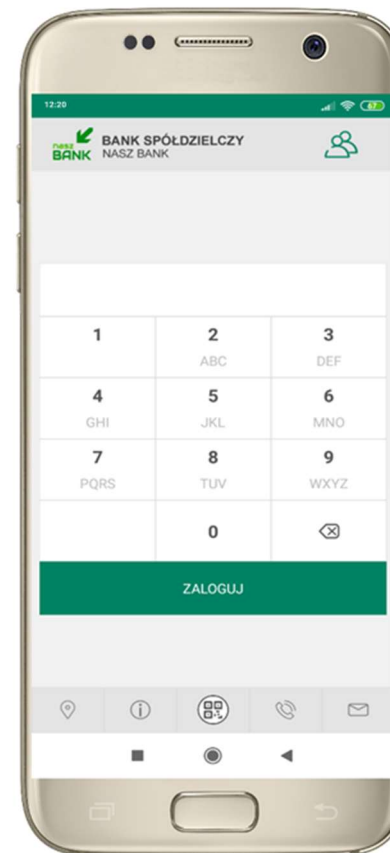 12:20
67
nasz
BANK
BANK SPÓŁDZIELCZY
NASZ BANK
1
2
3
ABC
DEF
4
5
6
GHI
JKL
MNO
7
8
9
PQRS
TUV
WXYZ
0
ZALOGUJ